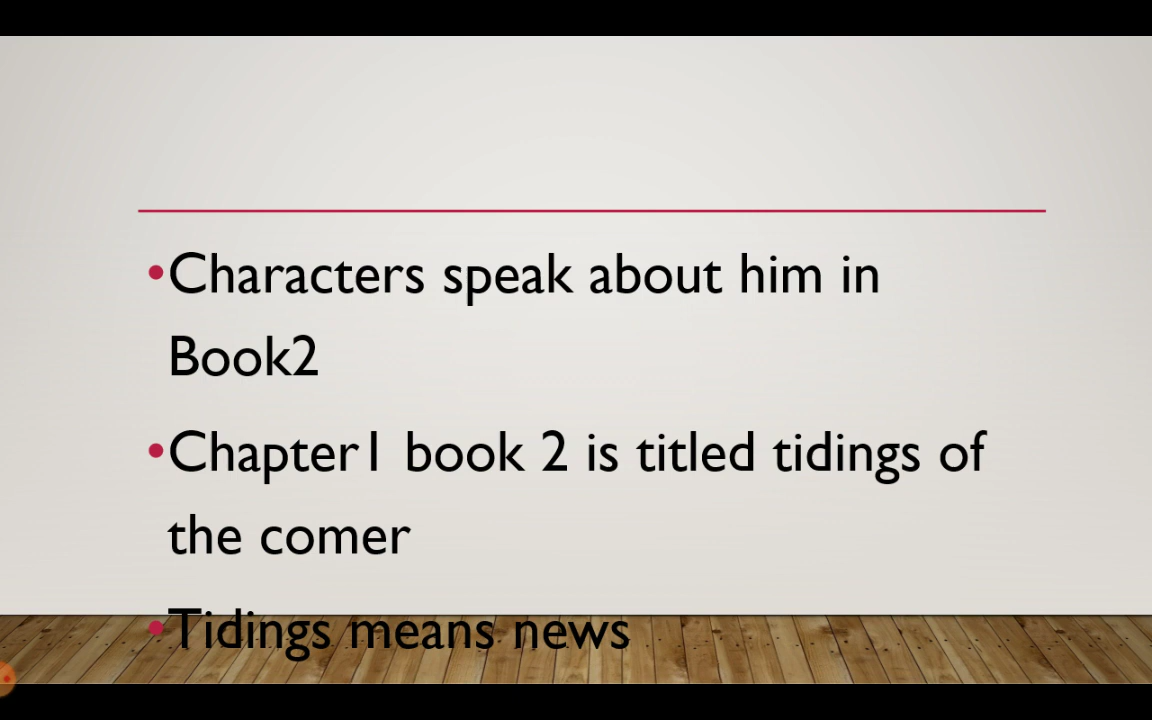 •Characters speak about him in
Book2
•Chapter1 book 2 is titled tidings of
the comer
•Tidings means news